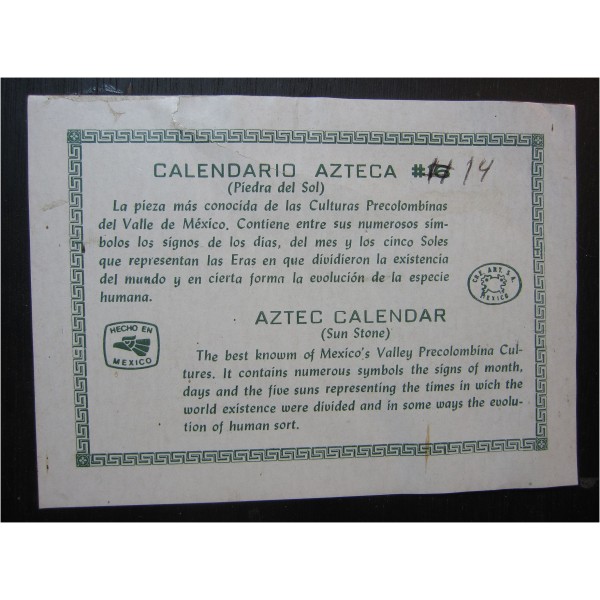 CALENDARIO AZTECA # 14
(Piedra del Sol)
La pieza más conocida de las Culturas Precolombinas
del Valle de México. Contiene entre sus numerosos sím-
bolos los signos de los dias, del mes y los cinco Soles
que representan las Eras en que dividieron la existencia
del mundo y en cierta forma la evolución de la especie
humana.
HECHO EN
MEXICO
ART. S.A.
MEXICO
AZTEC CALENDAR
(Sun Stone)
The best knowm of Mexico's Valley Precolombina Cul-
tures. It contains numerous symbols the signs of month,
days and the five suns representing the times in wich the
world existence were divided and in some ways the evolu-
tion of human sort.